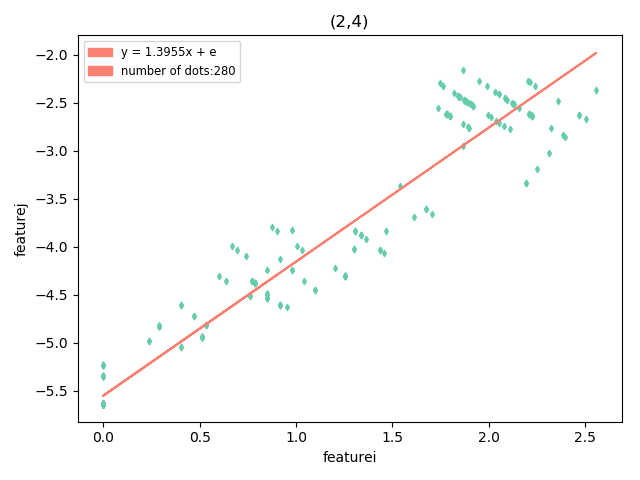 (2,4)
y = 1.3955x + e
number of dots:280
−2.0
−2.5
−3.0
−3.5
−4.0
−4.5
−5.0
−5.5
featurej
0.0 0.5 1.0 1.5 2.0 2.5
featurei